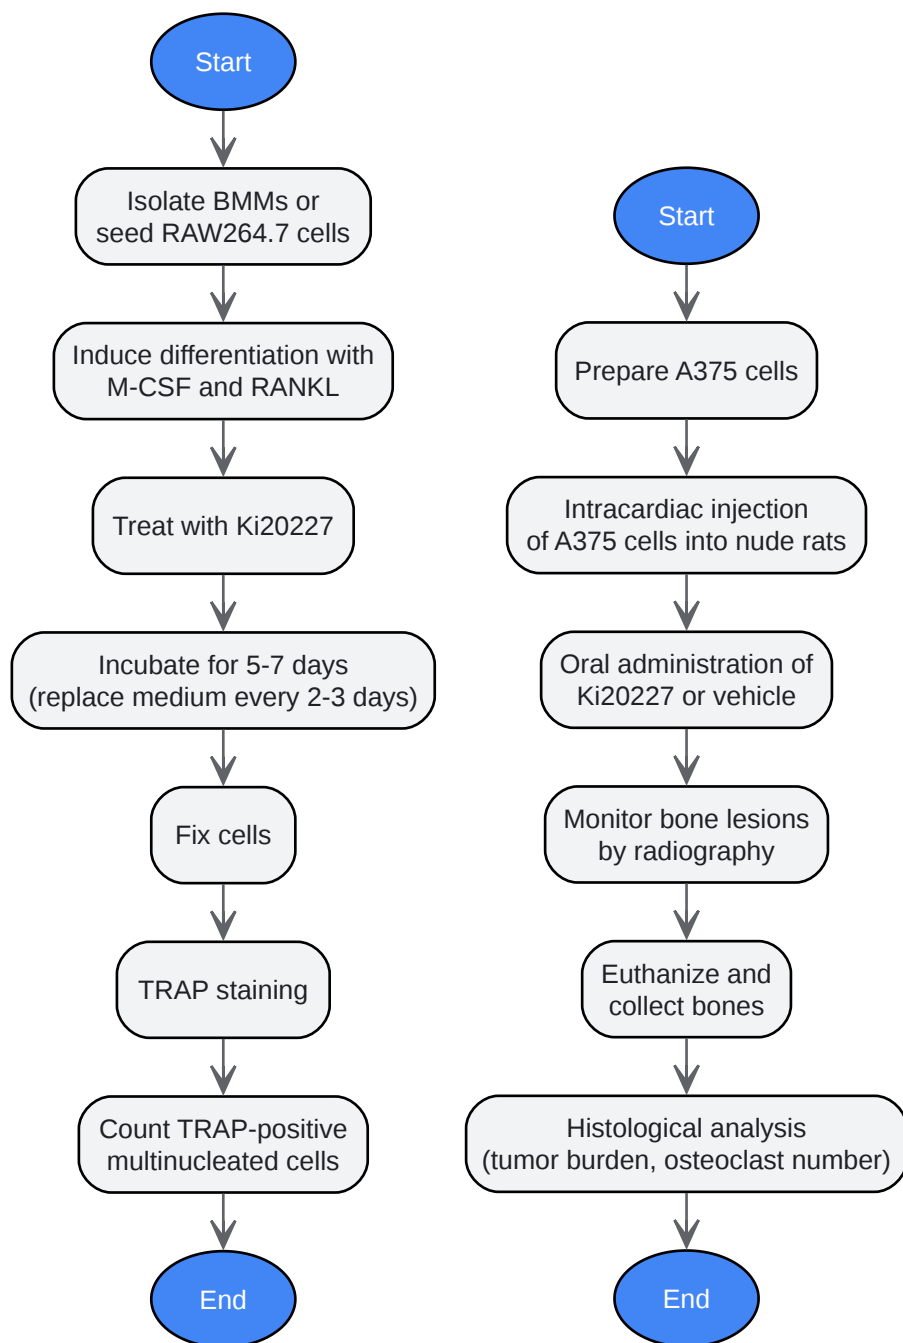 Start
Isolate BMMs or
seed RAW264.7 cells
Induce differentiation with
M-CSF and RANKL
Treat with Ki20227
Incubate for 5-7 days
(replace medium every 2-3 days)
Fix cells
TRAP staining
Count TRAP-positive
multinucleated cells
End
Start
Prepare A375 cells
Intracardiac injection
of A375 cells into nude rats
Oral administration of
Ki20227 or vehicle
Monitor bone lesions
by radiography
Euthanize and
collect bones
Histological analysis
(tumor burden, osteoclast number)
End